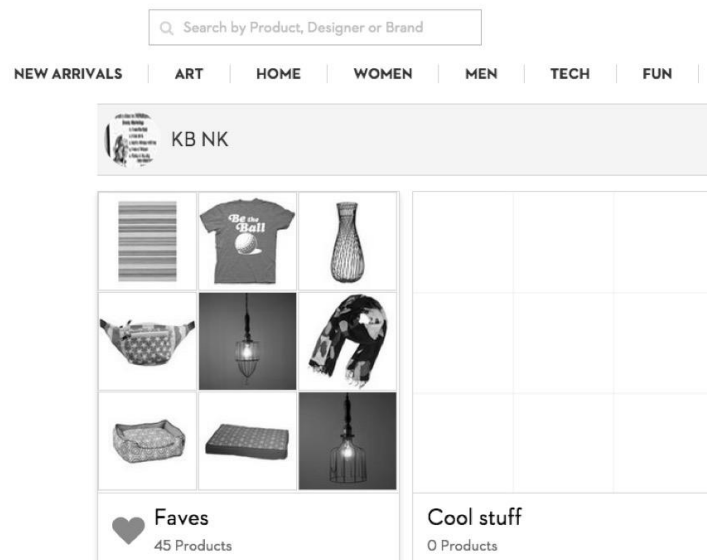 Search by Product, Designer or Brand
NEW ARRIVALS ART HOME WOMEN MEN TECH FUN
KB NK
Be the
Ball
Faves
45 Products
Cool stuff
0 Products